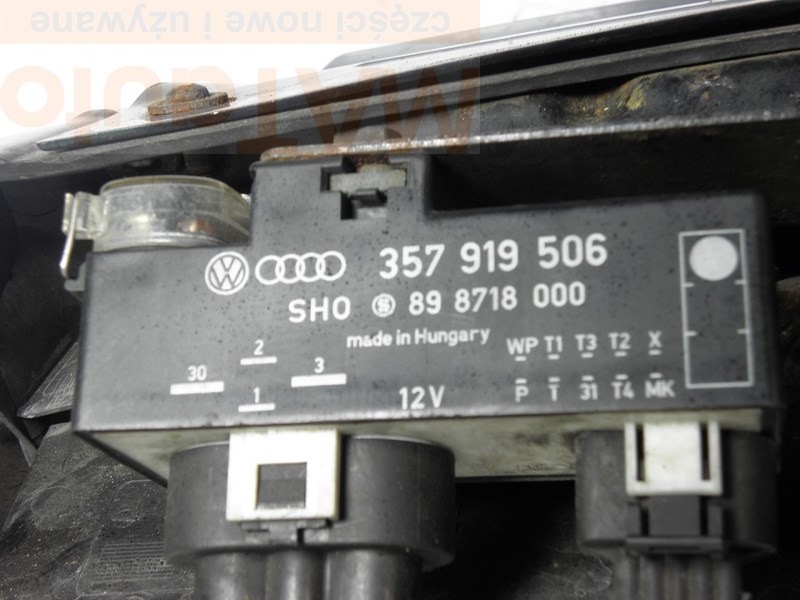 części nowe i używane
MATauto
357 919 506
SHO 89 8718 000
made in Hungary
WP T1 T3 T2 X
30 2 3
1
12V
P T 31 T4 MK